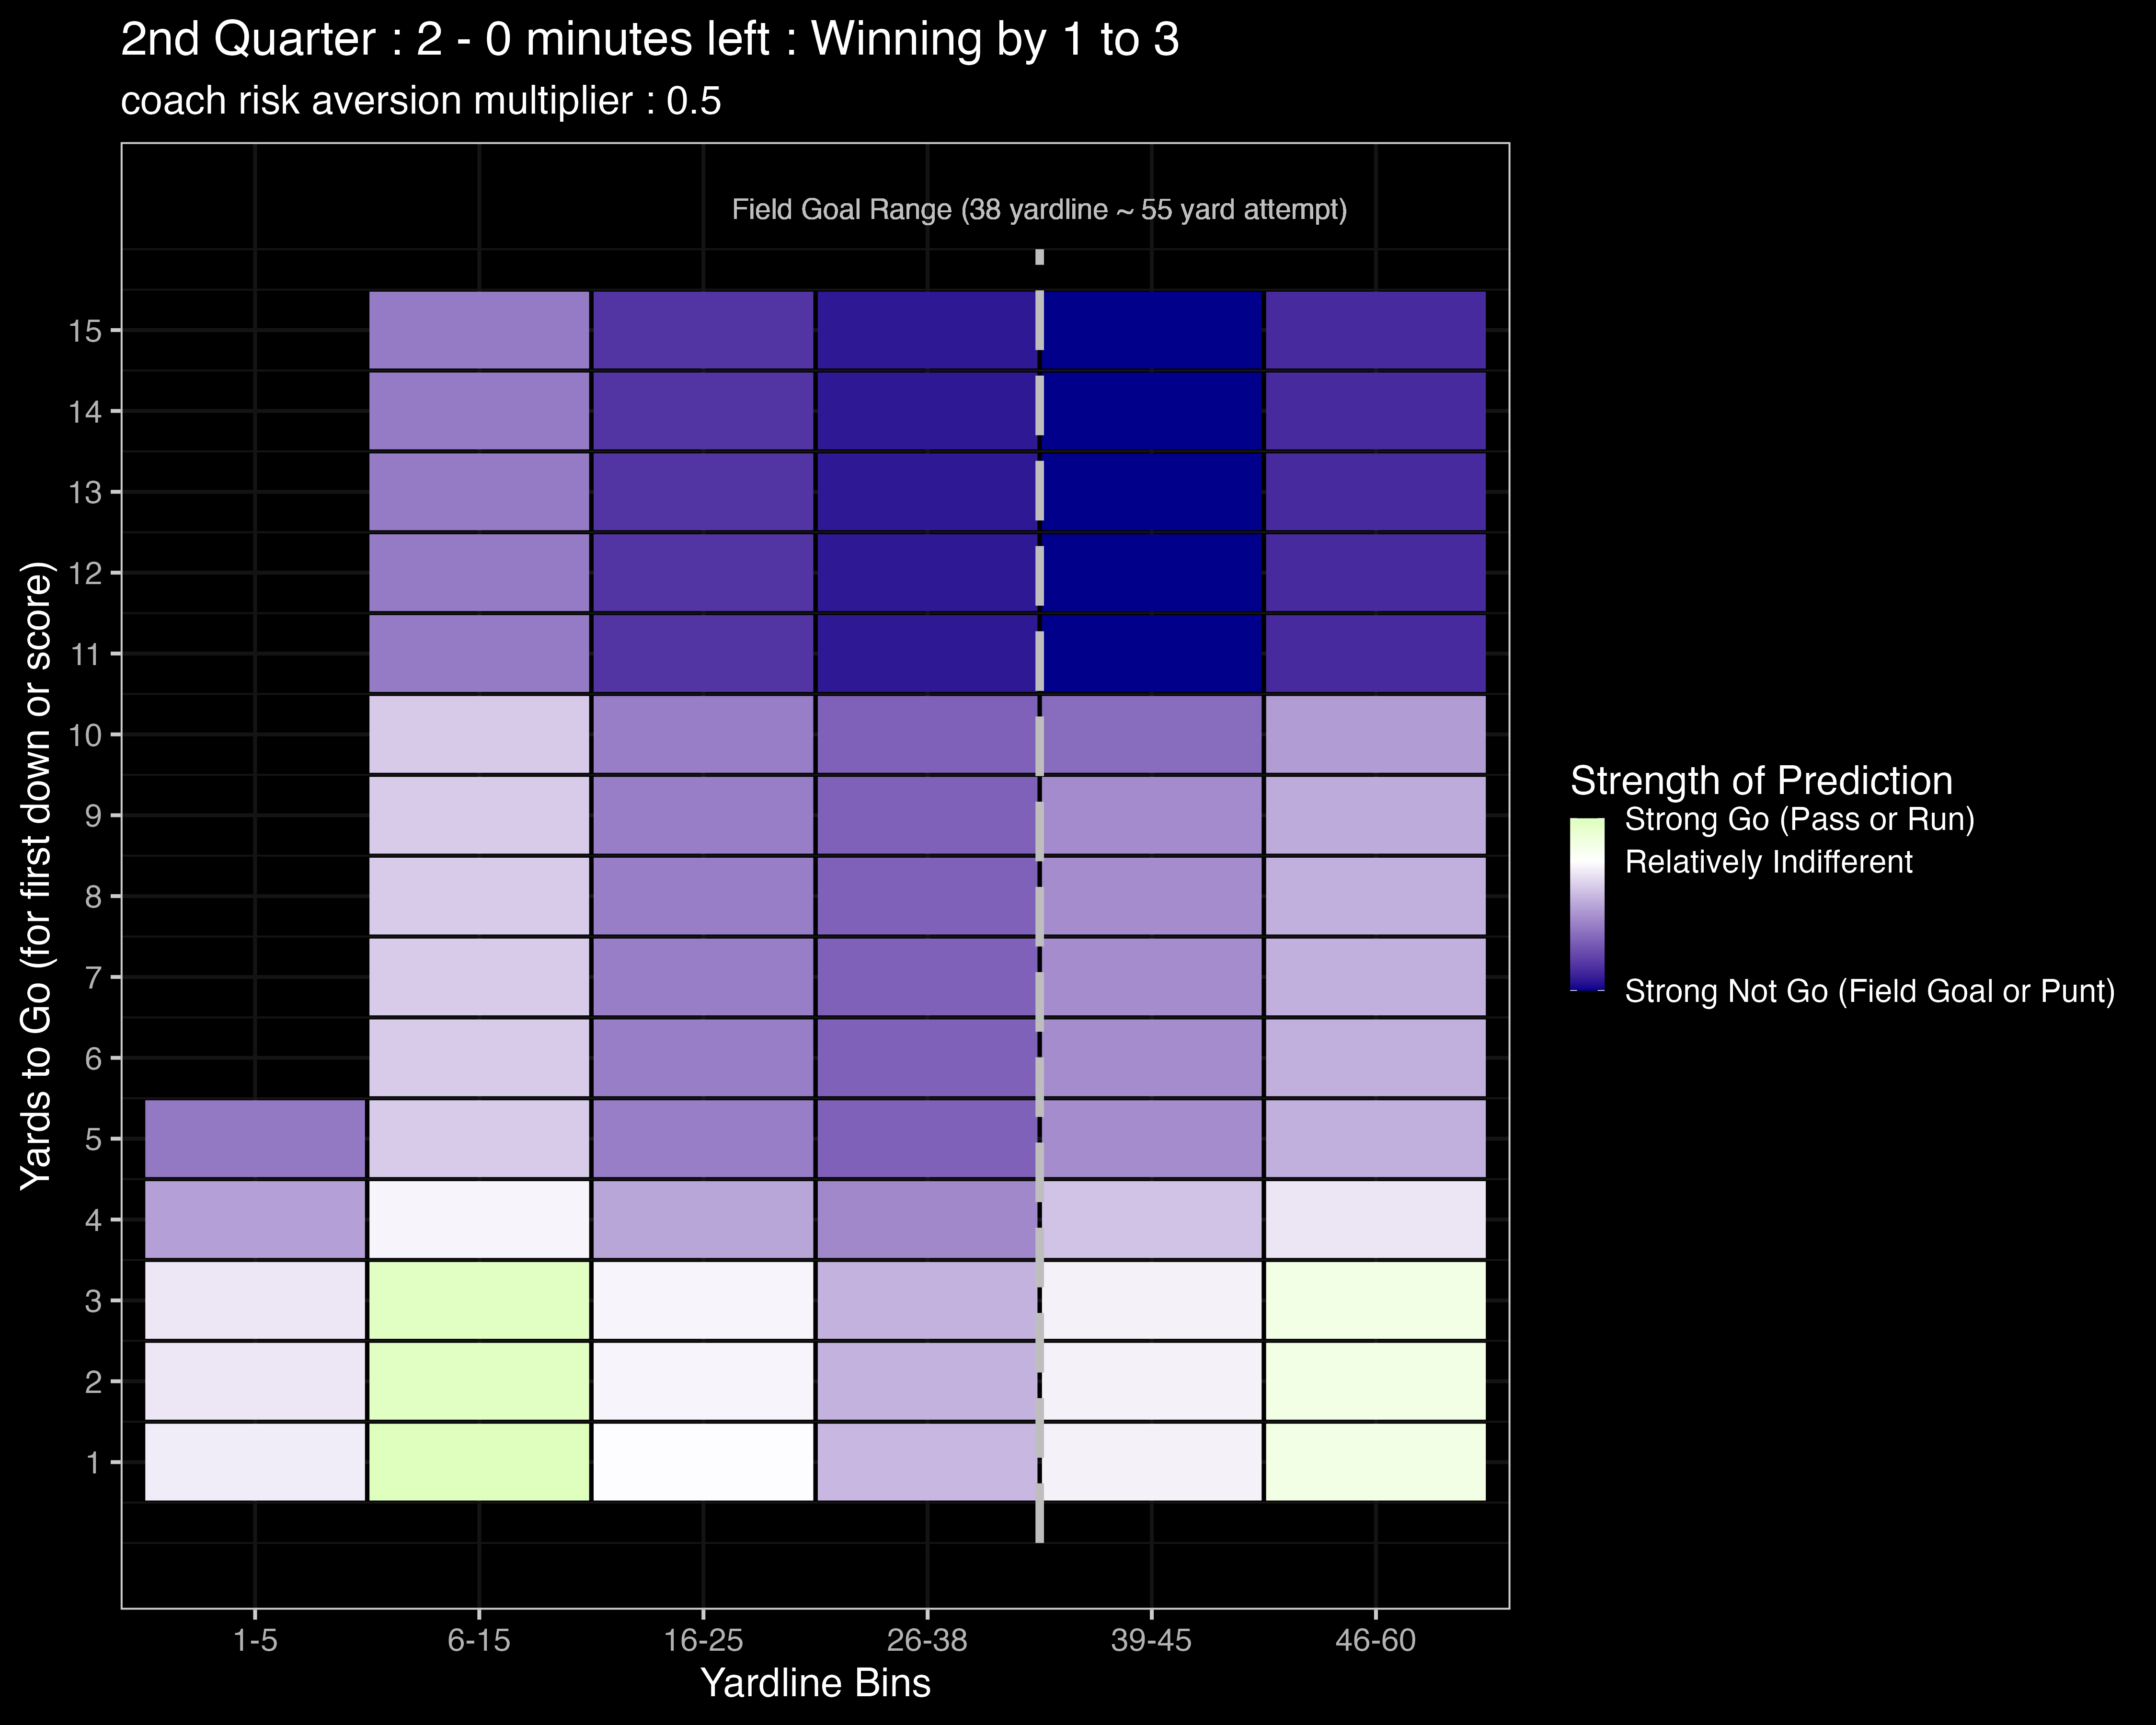 2nd Quarter : 2 - 0 minutes left : Winning by 1 to 3
coach risk aversion multiplier : 0.5
Field Goal Range (38 yardline ~ 55 yard attempt)
Yards to Go (for first down or score)
15
14
13
12
11
10
9
8
7
6
5
4
3
2
1
1-5
6-15
16-25
26-38
39-45
46-60
Yardline Bins
Strength of Prediction
Strong Go (Pass or Run)
Relatively Indifferent
Strong Not Go (Field Goal or Punt)